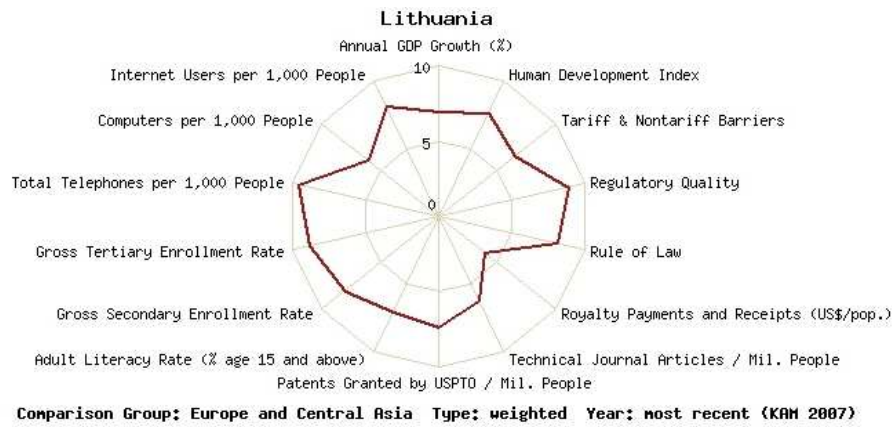 Lithuania
Annual GDP Growth (%)
Internet Users per 1,000 People
10
Human Development Index
Computers per 1,000 People
Tariff & Nontariff Barriers
5
Total Telephones per 1,000 People
Regulatory Quality
0
Gross Tertiary Enrollment Rate
Rule of Law
Gross Secondary Enrollment Rate
Royalty Payments and Receipts (US$/pop.)
Adult Literacy Rate (% age 15 and above)
Technical Journal Articles / Mil. People
Patents Granted by USPTO / Mil. People
Comparison Group: Europe and Central Asia Type: weighted Year: most recent (KAM 2007)